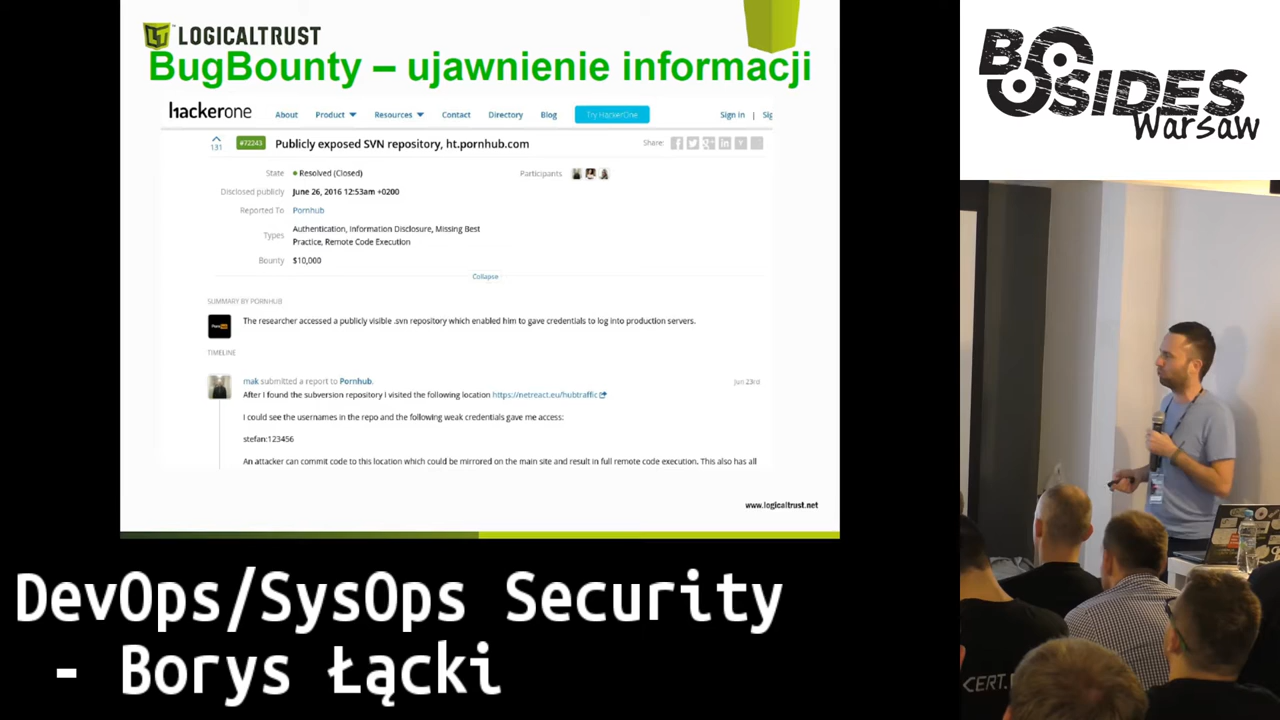 LOGICALTRUST
BugBounty – ujawnienie informacji
hackerone
About Product Resources Contact Directory Blog Try HackerOne Sign in | Sig
131 #72243 Publicly exposed SVN repository, ht.pornhub.com Share:
State Resolved (Closed) Participants
Disclosed publicly June 26, 2016 12:53am +0200
Reported To Pornhub
Types Authentication, Information Disclosure, Missing Best
Practice, Remote Code Execution
Bounty $10,000
Collapse
SUMMARY BY PORNHUB
The researcher accessed a publicly visible .svn repository which enabled him to gave credentials to log into production servers.
TIMELINE
mak submitted a report to Pornhub. Jun 23rd
After I found the subversion repository I visited the following location https://netreact.eu/hubtraffic
I could see the usernames in the repo and the following weak credentials gave me access:
stefan:123456
An attacker can commit code to this location which could be mirrored on the main site and result in full remote code execution. This also has all
www.logicaltrust.net
DevOps/SysOps Security
- Borys Łącki
BSIDES
Warsaw
CERT.